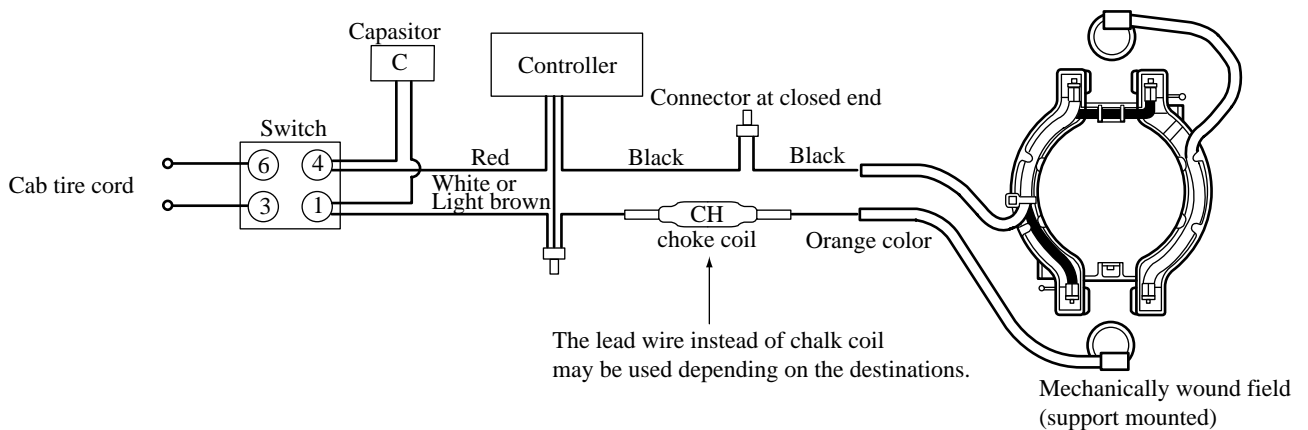 Capasitor
C
Controller
Connector at closed end
Switch
6 4
3 1
Cab tire cord
Red
Black
Black
White or
Light brown
CH
choke coil
Orange color
The lead wire instead of chalk coil
may be used depending on the destinations.
Mechanically wound field
(support mounted)